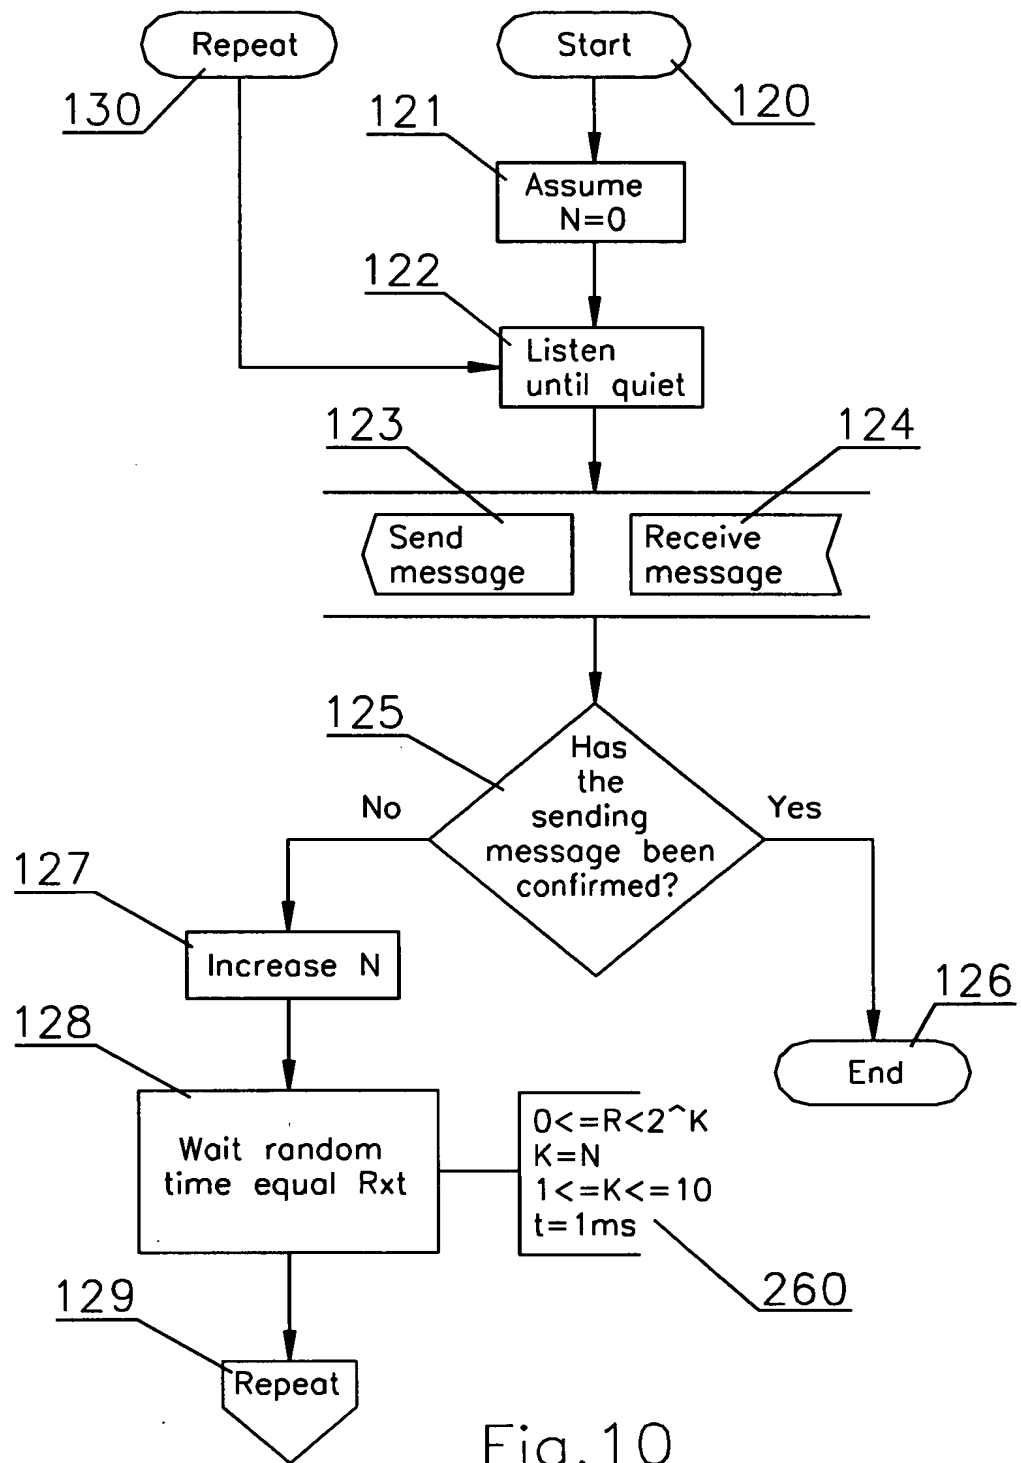 Repeat
Start
130
120
121
Assume
N=0
122
Listen
until quiet
123
124
Send
message
Receive
message
125
Has
the
sending
message been
confirmed?
No
Yes
127
Increase N
126
End
128
Wait random
time equal Rxt
0<=R<2^K
K=N
1<=K<=10
t=1ms
260
129
Repeat
Fig.10